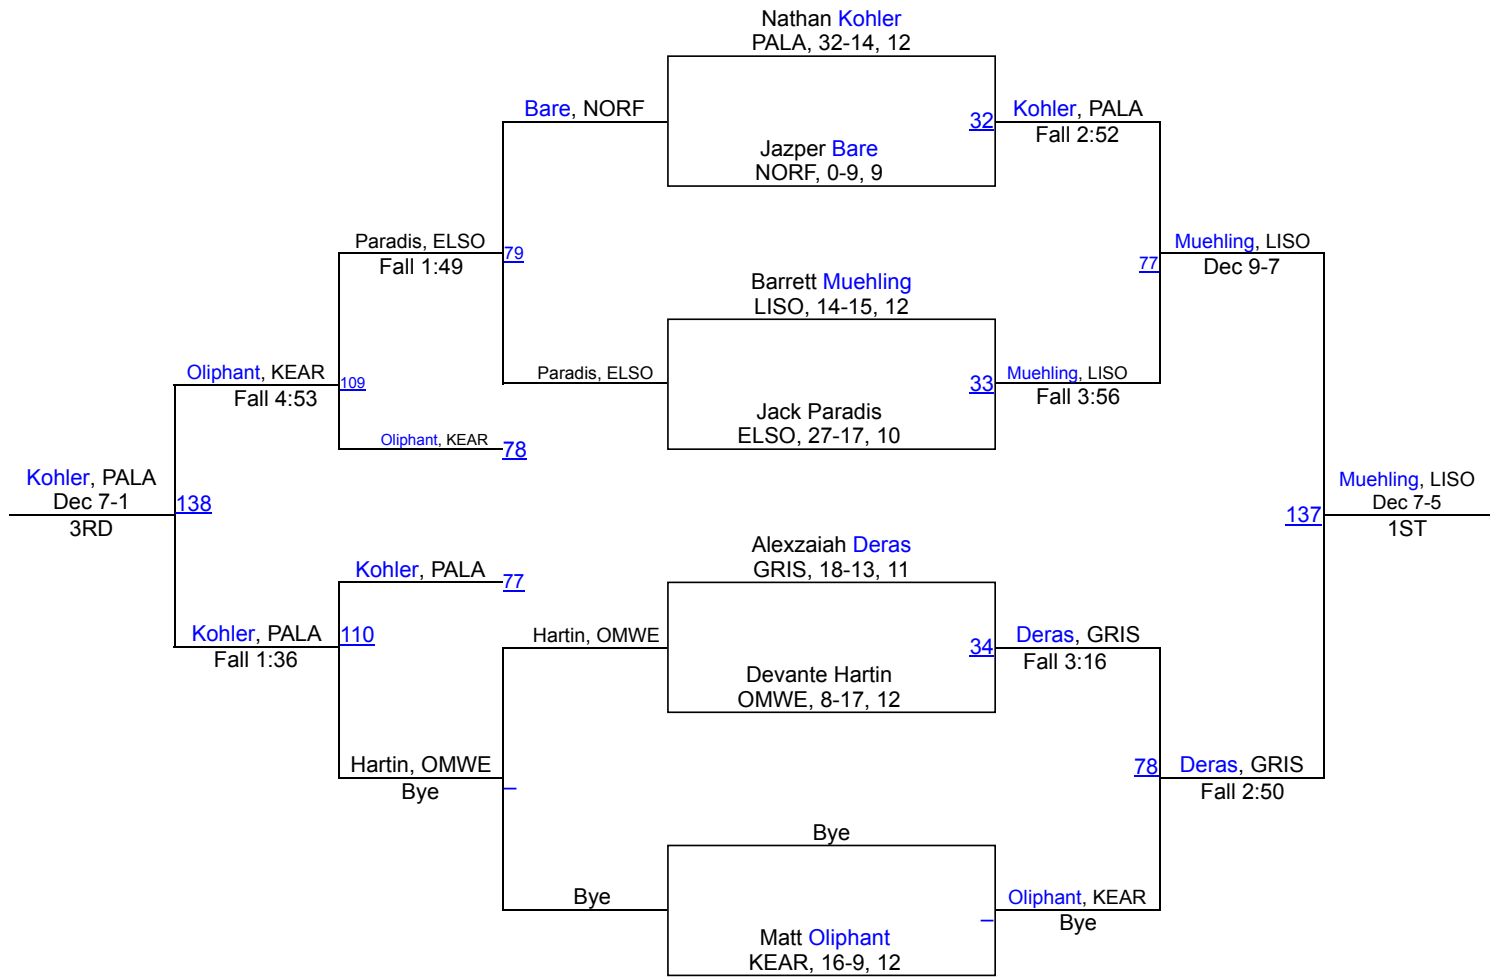 Nathan Kohler
PALA, 32-14, 12
Bare, NORF
32
Kohler, PALA
Fall 2:52
Jazper Bare
NORF, 0-9, 9
Paradis, ELSO
Fall 1:49
79
77
Muehling, LISO
Dec 9-7
Barrett Muehling
LISO, 14-15, 12
Oliphant, KEAR
Fall 4:53
109
Paradis, ELSO
33
Muehling, LISO
Fall 3:56
Jack Paradis
ELSO, 27-17, 10
Oliphant, KEAR
78
Kohler, PALA
Dec 7-1
3RD
138
137
Muehling, LISO
Dec 7-5
1ST
Alexzaiah Deras
GRIS, 18-13, 11
Kohler, PALA
77
Kohler, PALA
Fall 1:36
110
Hartin, OMWE
34
Deras, GRIS
Fall 3:16
Devante Hartin
OMWE, 8-17, 12
Hartin, OMWE
Bye
–
78
Deras, GRIS
Fall 2:50
Bye
Bye
–
Oliphant, KEAR
Bye
Matt Oliphant
KEAR, 16-9, 12